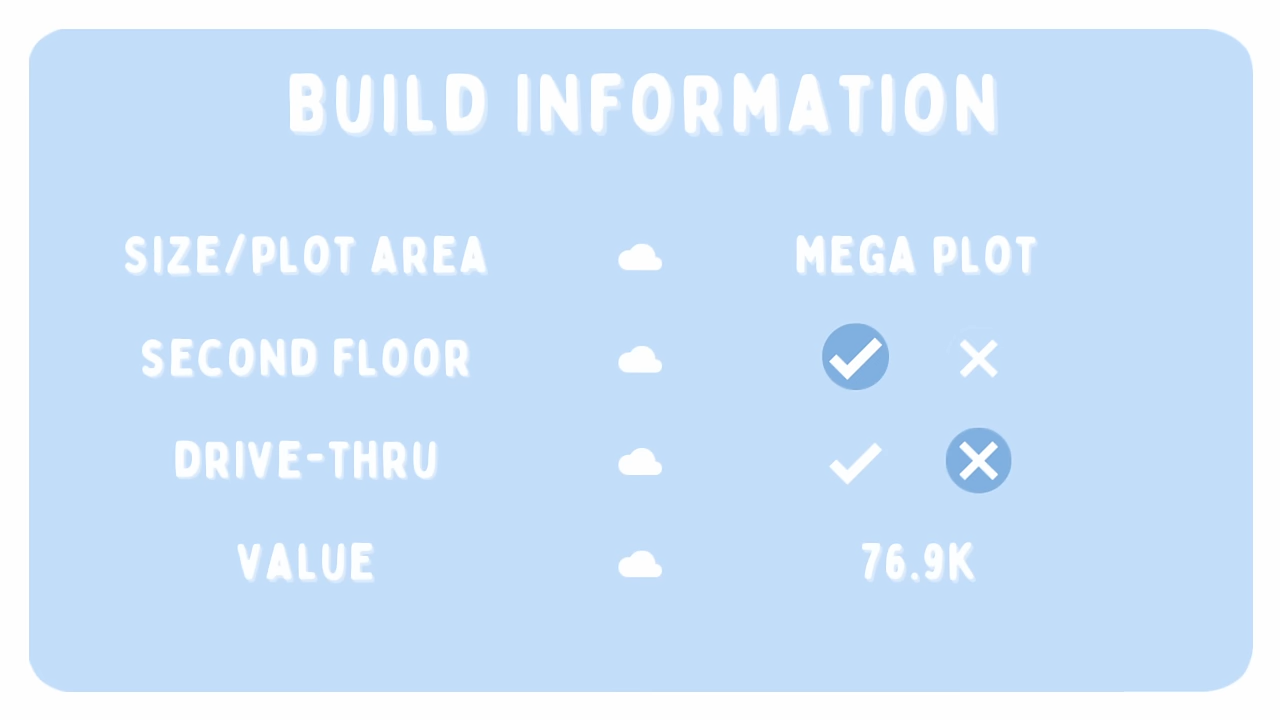 BUILD INFORMATION
SIZE/PLOT AREA MEGA PLOT
SECOND FLOOR
DRIVE-THRU
VALUE 76.9K